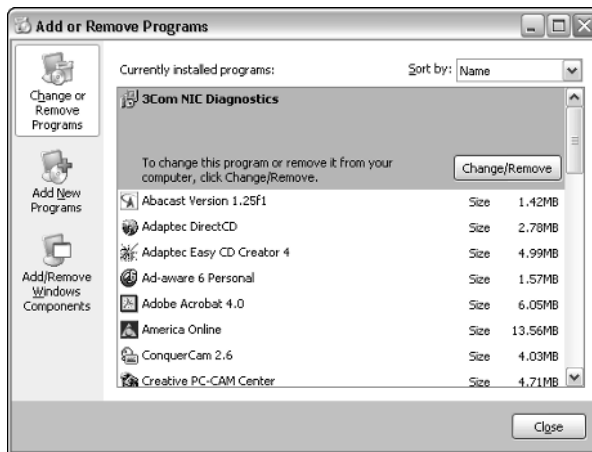 Add or Remove Programs
Change or
Remove
Programs
Add New
Programs
Add/Remove
Windows
Components
Currently installed programs:
Sort by: Name
3Com NIC Diagnostics
To change this program or remove it from your
computer, click Change/Remove.
Change/Remove
Abacast Version 1.25f1 Size 1.42MB
Adaptec DirectCD Size 2.78MB
Adaptec Easy CD Creator 4 Size 4.99MB
Ad-aware 6 Personal Size 1.57MB
Adobe Acrobat 4.0 Size 6.05MB
America Online Size 13.56MB
ConquerCam 2.6 Size 4.03MB
Creative PC-CAM Center Size 4.71MB
Close